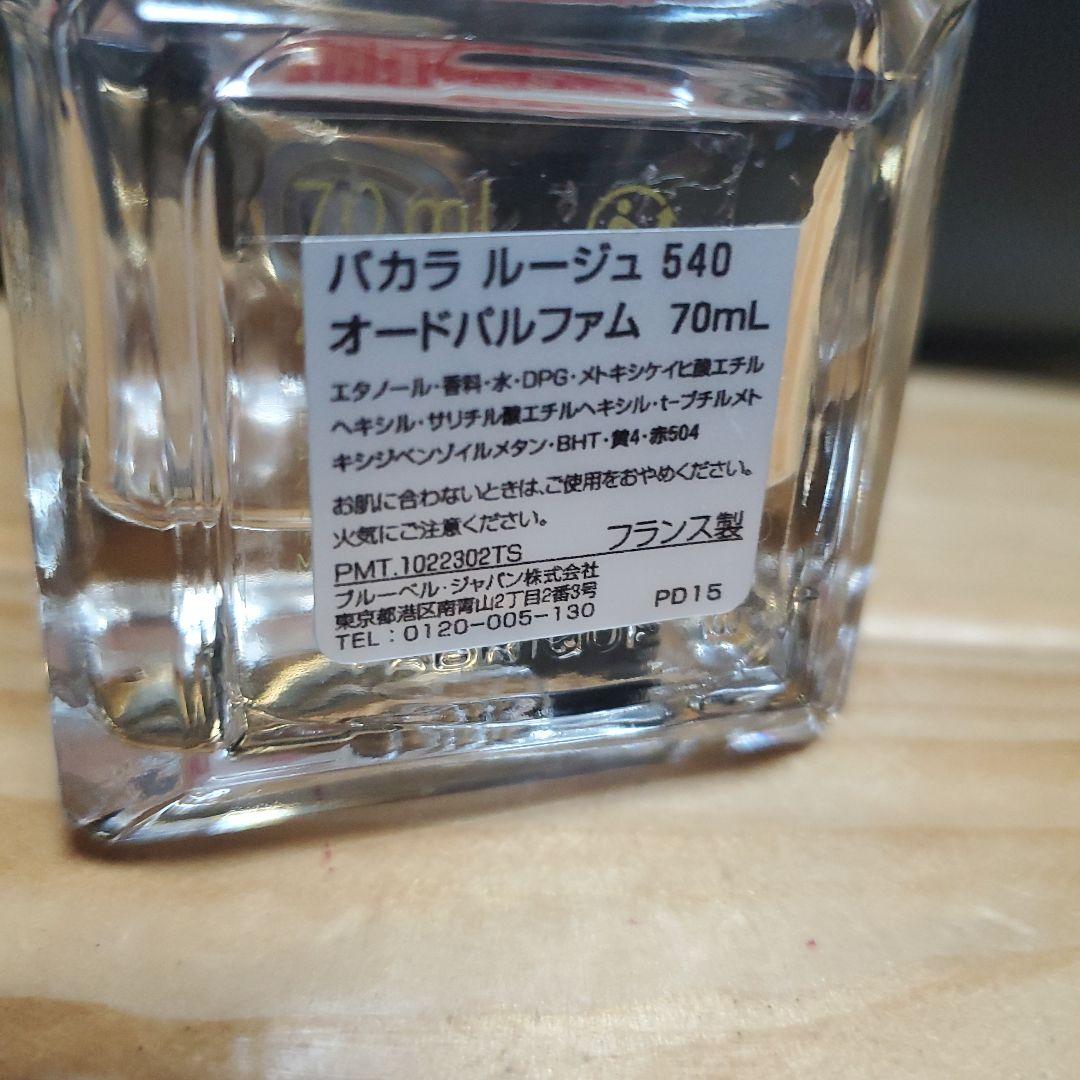 70 mL
バカラ ルージュ 540
オードパルファム 70mL
エタノール・香料・水・DPG・メトキシケイヒ酸エチル
ヘキシル・サリチル酸エチルヘキシル・t-ブチルメト
キシジベンゾイルメタン・BHT・黄4・赤504
お肌に合わないときは、ご使用をおやめください。
火気にご注意ください。
フランス製
PMT.1022302TS
ブルーベル・ジャパン株式会社
東京都港区南青山2丁目2番3号
TEL：0120-005-130
PD15